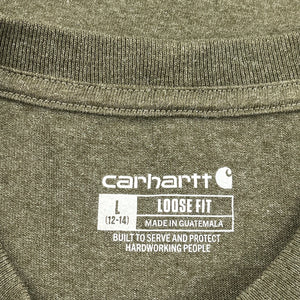 carhartt
L LOOSE FIT
(12-14) MADE IN GUATEMALA
BUILT TO SERVE AND PROTECT
HARDWORKING PEOPLE